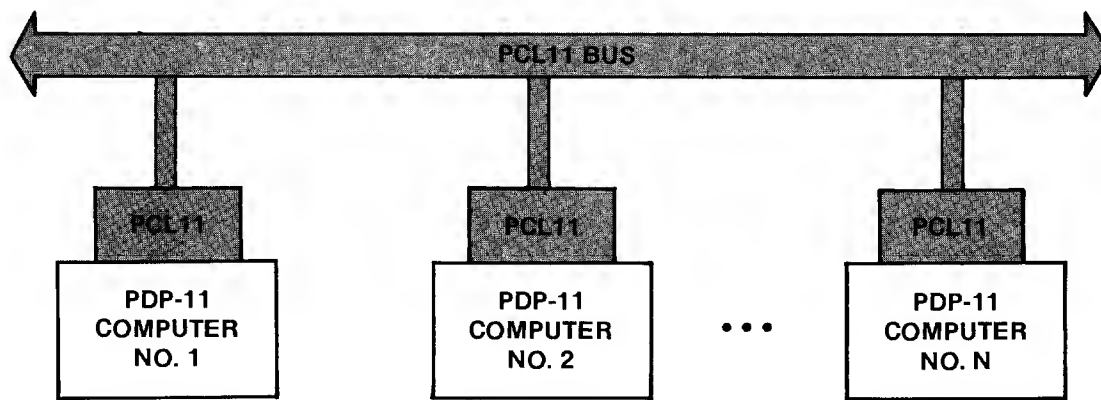 PCL11 BUS
PCL11
PCL11
PCL11
PDP-11
COMPUTER
NO. 1
PDP-11
COMPUTER
NO. 2
• • •
PDP-11
COMPUTER
NO. N